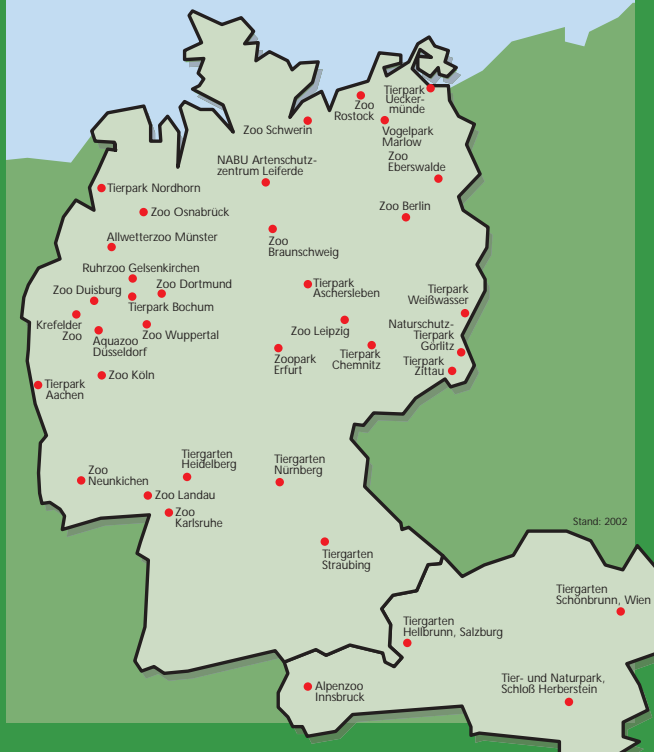 Tierpark
Uecker-
münde
Zoo
Rostock
Zoo Schwerin
Vogelpark
Marlow
Zoo
Eberswalde
NABU Artenschutz-
zentrum Leiferde
Tierpark Nordhorn
Zoo Osnabrück
Zoo Berlin
Allwetterzoo Münster
Zoo
Braunschweig
Ruhrzoo Gelsenkirchen
Zoo Dortmund
Zoo Duisburg
Tierpark Bochum
Tierpark
Aschersleben
Tierpark
Weißwasser
Krefelder
Zoo
Aquazoo
Düsseldorf
Zoo Wuppertal
Zoo Leipzig
Naturschutz-
Tierpark
Görlitz
Zoopark
Erfurt
Tierpark
Chemnitz
Tierpark
Zittau
Zoo Köln
Tierpark
Aachen
Zoo
Neunkichen
Tiergarten
Heidelberg
Tiergarten
Nürnberg
Zoo Landau
Zoo
Karlsruhe
Stand: 2002
Tiergarten
Straubing
Tiergarten
Schönbrunn, Wien
Tiergarten
Hellbrunn, Salzburg
Alpenzoo
Innsbruck
Tier- und Naturpark,
Schloß Herberstein